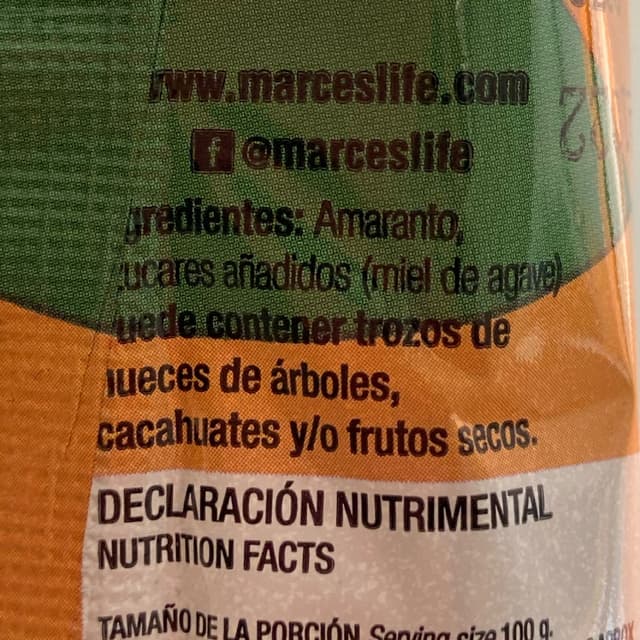 www.marceslife.com
@marceslife
gredientes: Amaranto,
ucares añadidos (miel de agave)
uede contener trozos de
nueces de árboles,
cacahuates y/o frutos secos.
DECLARACIÓN NUTRIMENTAL
NUTRITION FACTS
TAMAÑO DE LA PORCIÓN Serving size 100 g.